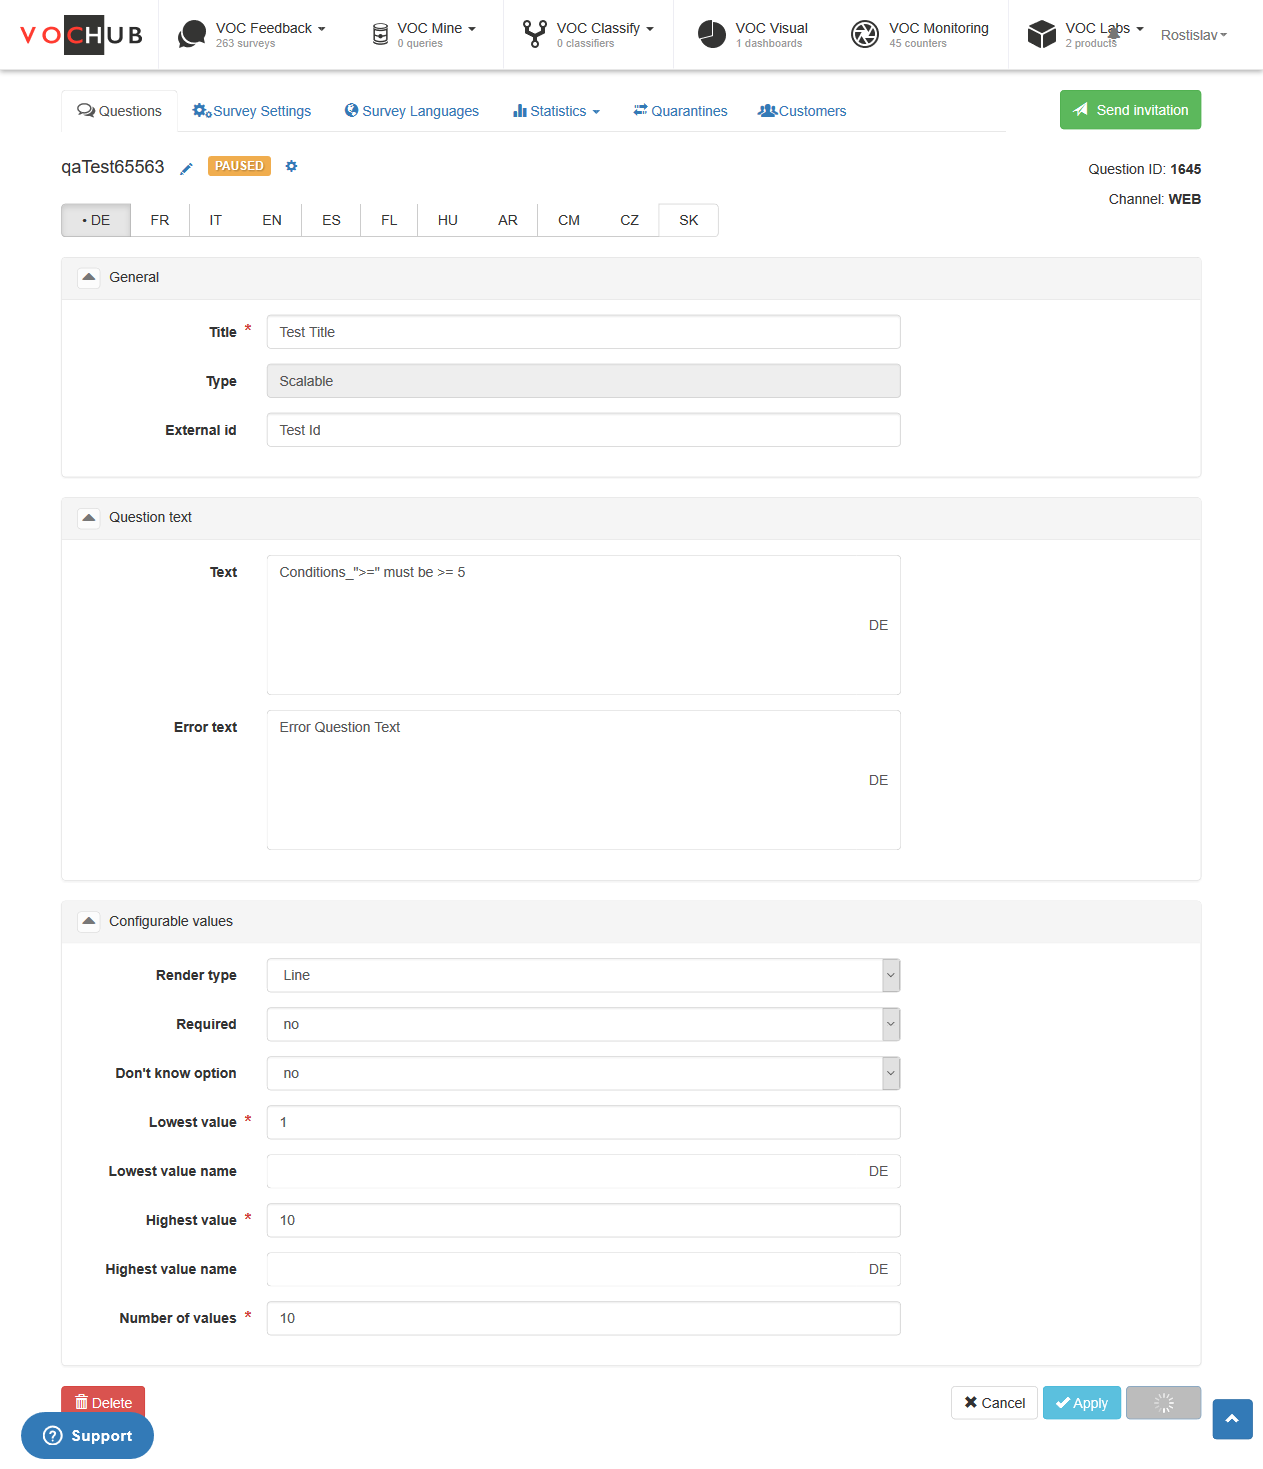 VOCHUB
VOC Feedback
263 surveys
VOC Mine
0 queries
VOC Classify
0 classifiers
VOC Visual
1 dashboards
VOC Monitoring
45 counters
VOC Labs
2 products
Rostislav
Questions
Survey Settings
Survey Languages
Statistics
Quarantines
Customers
Send invitation
qaTest65563
PAUSED
Question ID: 1645
Channel: WEB
• DE FR IT EN ES FL HU AR CM CZ SK
General
Title *
Test Title
Type
Scalable
External id
Test Id
Question text
Text
Conditions_">=" must be >= 5
DE
Error text
Error Question Text
DE
Configurable values
Render type
Line
Required
no
Don't know option
no
Lowest value *
1
Lowest value name
DE
Highest value *
10
Highest value name
DE
Number of values *
10
Delete
Cancel
Apply
Support